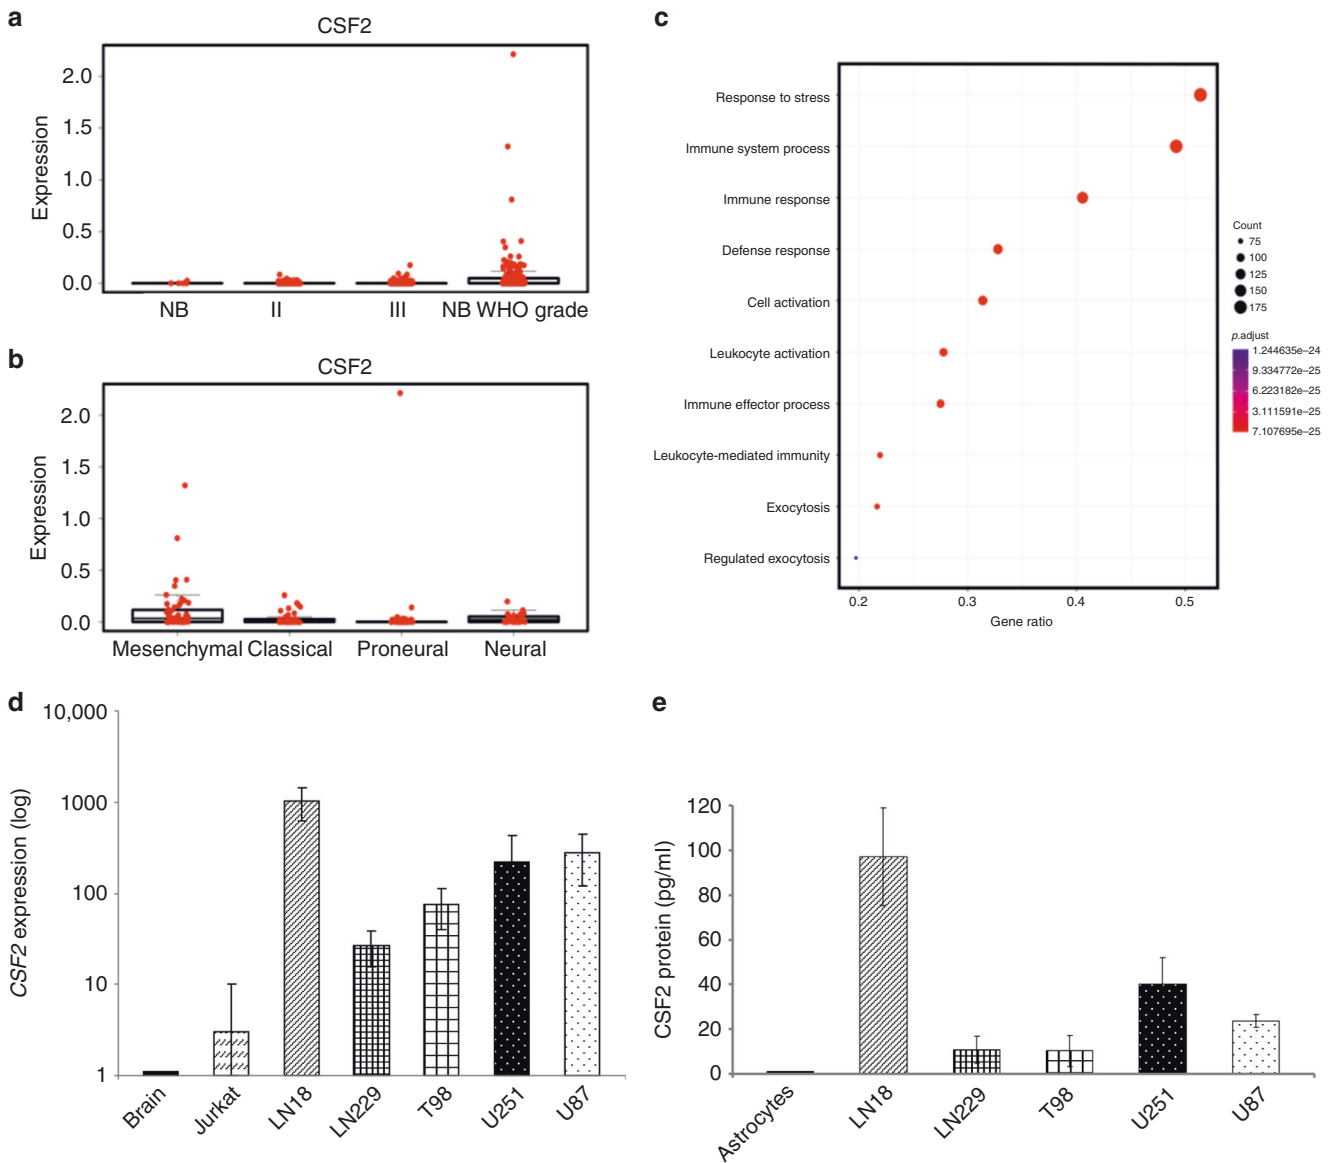 a
CSF2
Expression
2.0
1.5
1.0
0.5
0.0
NB II III NB WHO grade
b
CSF2
Expression
2.0
1.5
1.0
0.5
0.0
Mesenchymal Classical Proneural Neural
c
Response to stress
Immune system process
Immune response
Defense response
Cell activation
Leukocyte activation
Immune effector process
Leukocyte-mediated immunity
Exocytosis
Regulated exocytosis
0.2 0.3 0.4 0.5
Gene ratio
Count
75
100
125
150
175
p.adjust
1.244635e–24
9.334772e–25
6.223182e–25
3.111591e–25
7.107695e–25
d
CSF2 expression (log)
10,000
1000
100
10
1
Brain Jurkat LN18 LN229 T98 U251 U87
e
CSF2 protein (pg/ml)
120
100
80
60
40
20
0
Astrocytes LN18 LN229 T98 U251 U87